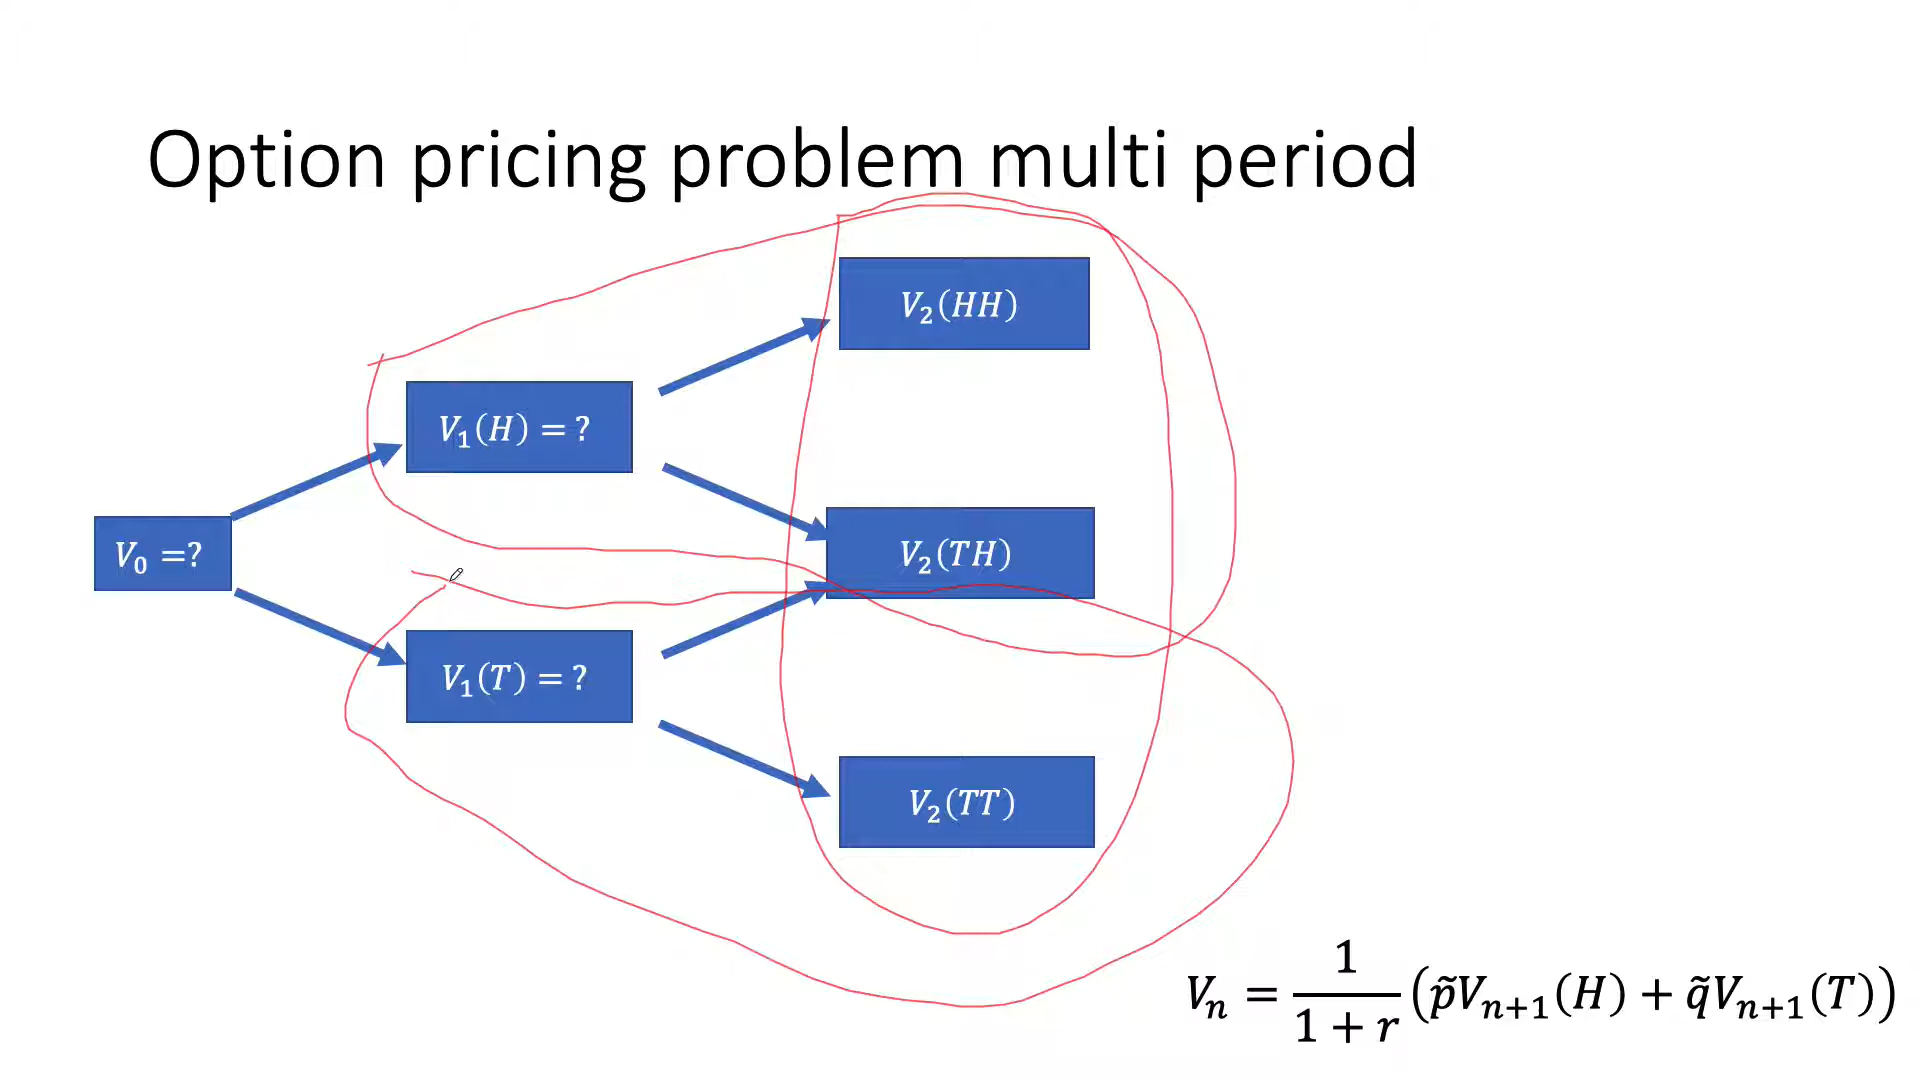 Option pricing problem multi period
V₂(HH)
V₁(H) = ?
V₀ =?
V₂(TH)
V₁(T) = ?
V₂(TT)
Vₙ = 1/(1 + r) (p̃Vₙ₊₁(H) + q̃Vₙ₊₁(T))